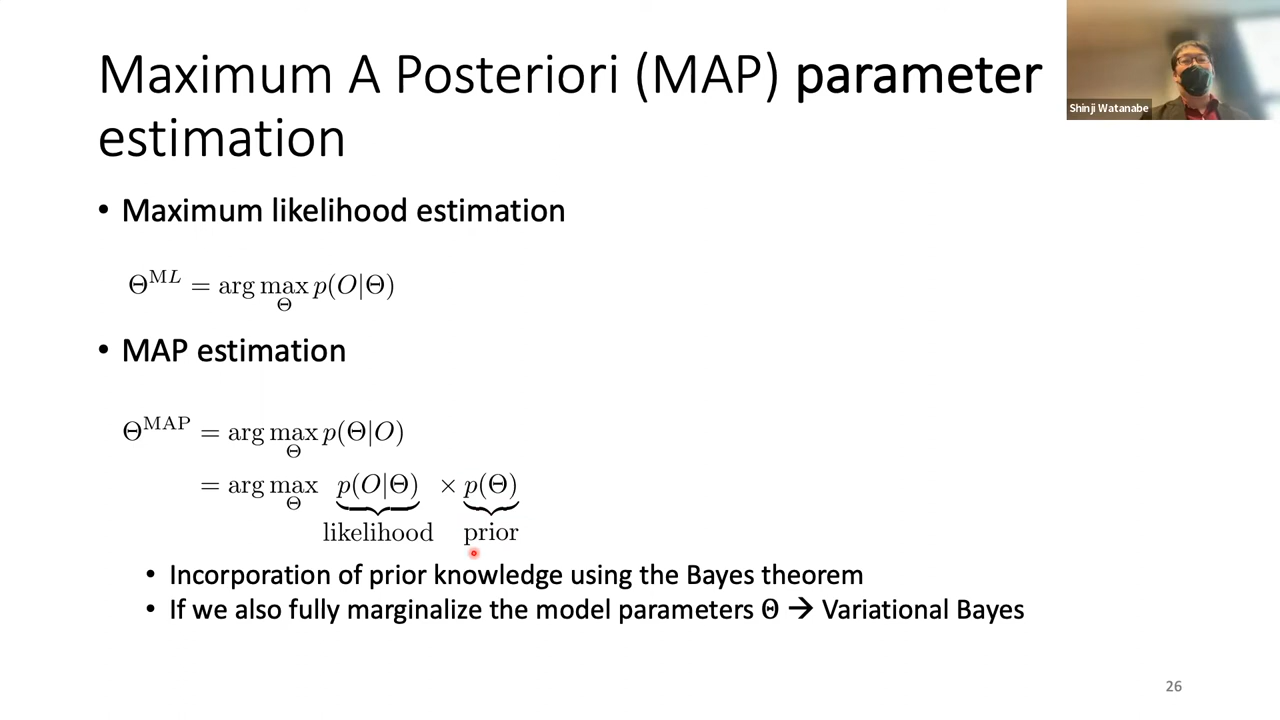 Maximum A Posteriori (MAP) parameter
estimation
Shinji Watanabe
• Maximum likelihood estimation
Θ^ML = arg max_Θ p(O|Θ)
• MAP estimation
Θ^MAP = arg max_Θ p(Θ|O)
= arg max_Θ p(O|Θ) × p(Θ)
likelihood prior
• Incorporation of prior knowledge using the Bayes theorem
• If we also fully marginalize the model parameters Θ → Variational Bayes
26